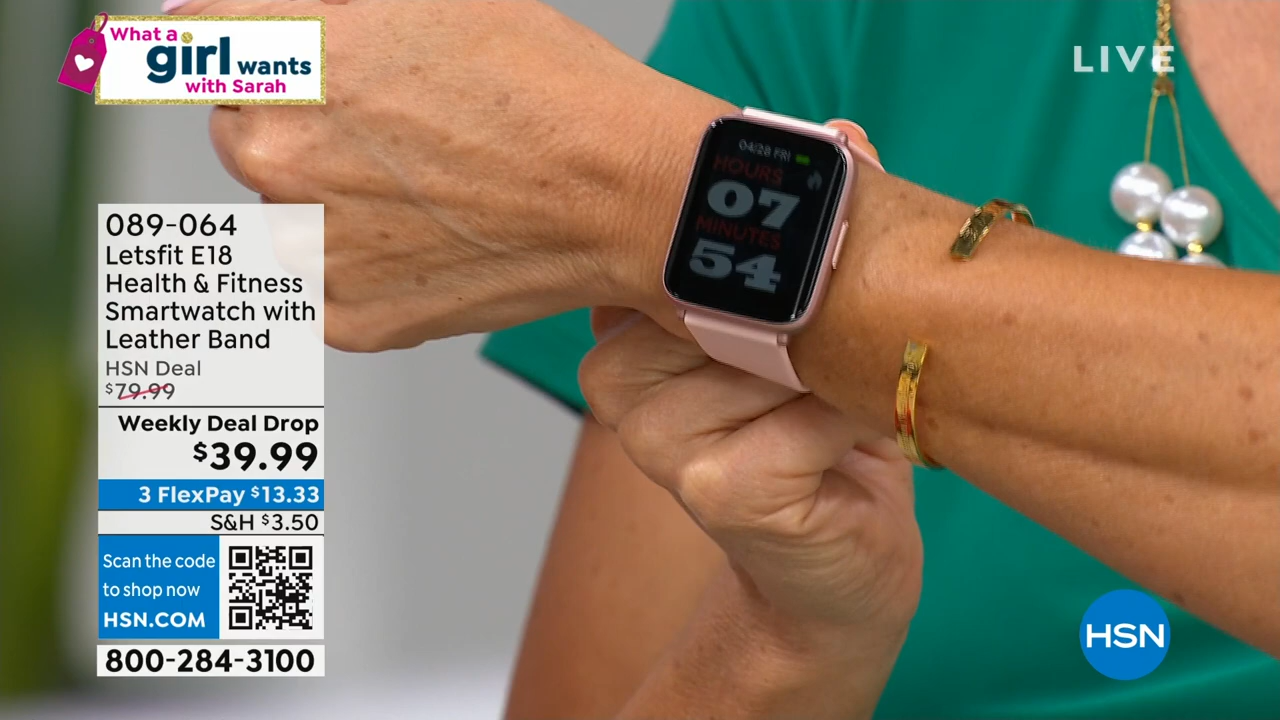 What a
girl wants
with Sarah
LIVE
04/28 FRI
HOURS
07
MINUTES
54
089-064
Letsfit E18
Health & Fitness
Smartwatch with
Leather Band
HSN Deal
$79.99
Weekly Deal Drop
$39.99
3 FlexPay $13.33
S&H $3.50
Scan the code
to shop now
HSN.COM
800-284-3100
HSN